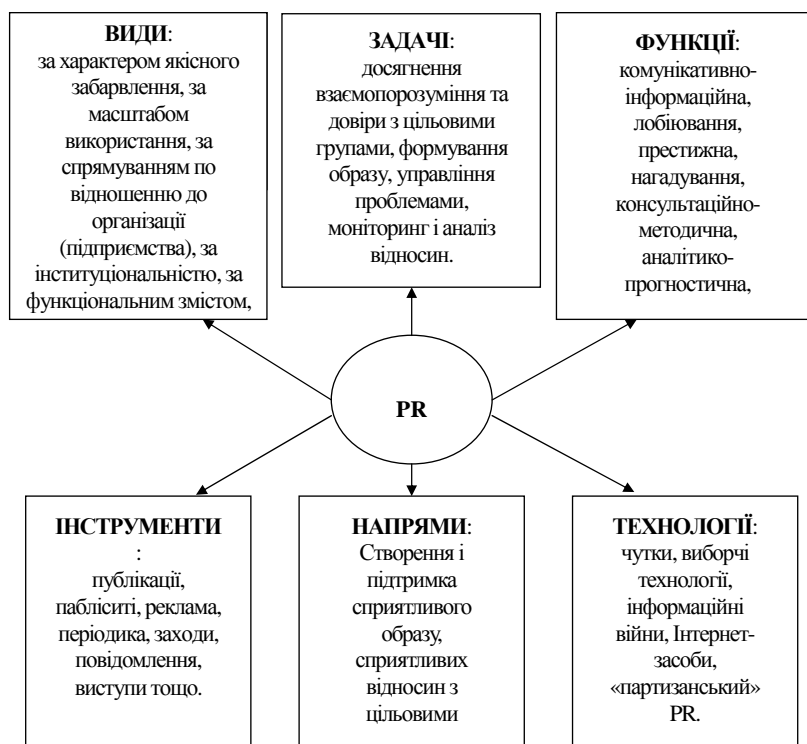 ВИДИ:
за характером якісного
забарвлення, за
масштабом
використання, за
спрямуванням по
відношенню до
організації
(підприємства), за
інституціональністю, за
функціональним змістом,
ЗАДАЧІ:
досягнення
взаємопорозуміння та
довіри з цільовими
групами, формування
образу, управління
проблемами,
моніторинг і аналіз
відносин.
ФУНКЦІЇ:
комунікативно-
інформаційна,
лобіювання,
престижна,
нагадування,
консультаційно-
методична,
аналітико-
прогностична,
PR
ІНСТРУМЕНТИ
:
публікації,
пабліситі, реклама,
періодика, заходи,
повідомлення,
виступи тощо.
НАПРЯМИ:
Створення і
підтримка
сприятливого
образу,
сприятливих
відносин з
цільовими
ТЕХНОЛОГІЇ:
чутки, виборчі
технології,
інформаційні
війни, Інтернет-
засоби,
«партизанський»
PR.